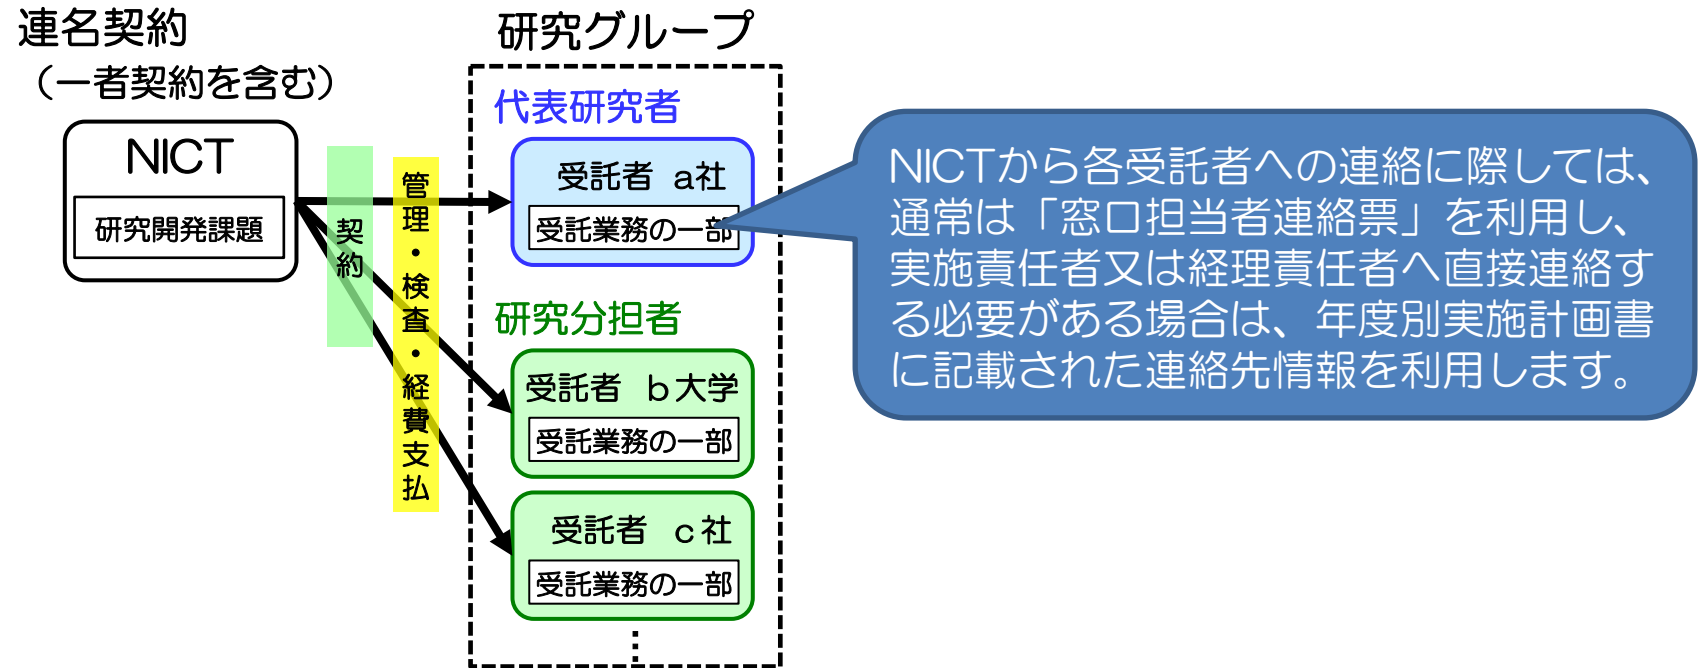 連名契約
（一者契約を含む）
NICT
研究開発課題
契約
管理・検査・経費支払
研究グループ
代表研究者
受託者 a社
受託業務の一部
研究分担者
受託者 b大学
受託業務の一部
受託者 c社
受託業務の一部
NICTから各受託者への連絡に際しては、
通常は「窓口担当者連絡票」を利用し、
実施責任者又は経理責任者へ直接連絡す
る必要がある場合は、年度別実施計画書
に記載された連絡先情報を利用します。